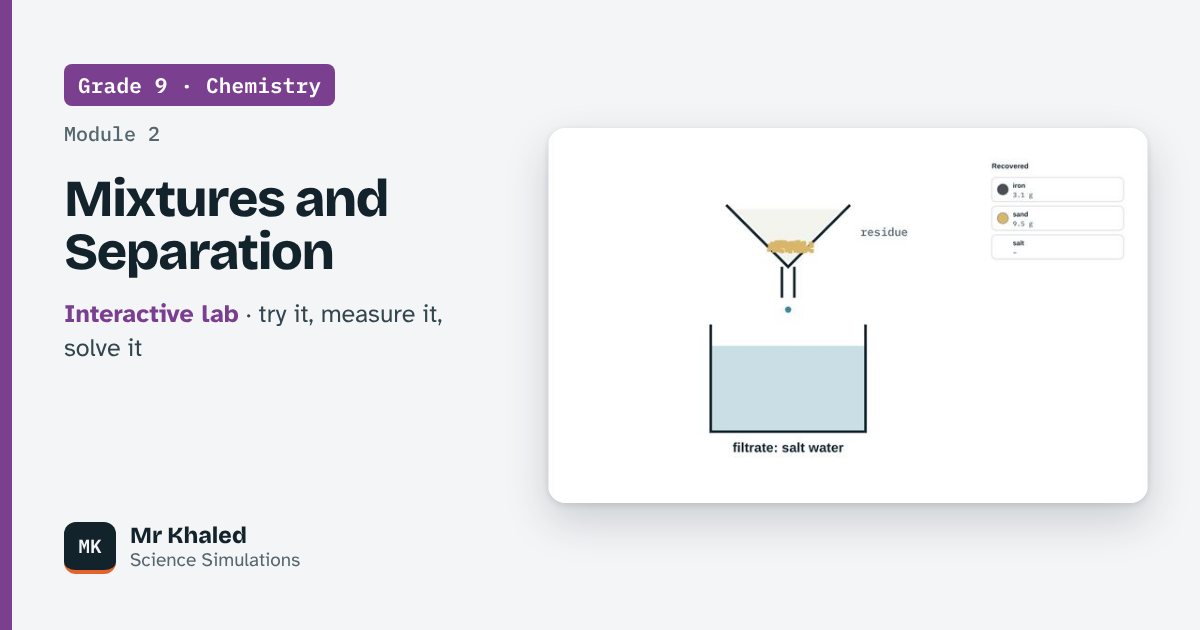 Grade 9 · Chemistry
Module 2
Mixtures and
Separation
Interactive lab · try it, measure it,
solve it
MK
Mr Khaled
Science Simulations
residue
filtrate: salt water
Recovered
iron
3.1 g
sand
9.5 g
salt
–